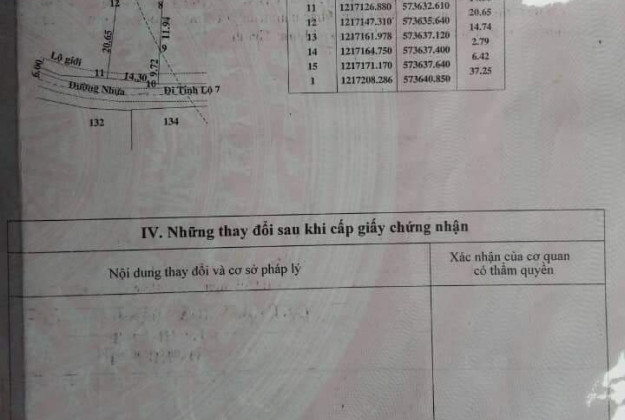 12 8
20,65
11,94
9
9,72
Lộ giới
6,00
11 14,30 10
Đường Nhựa Đi Tỉnh Lộ 7
132 134
11 1217126.880 573632.610
20.65
12 1217147.310 573635.640
14.74
13 1217161.978 573637.120
2.79
14 1217164.750 573637.400
6.42
15 1217171.170 573637.640
37.25
1 1217208.286 573640.850
IV. Những thay đổi sau khi cấp giấy chứng nhận
Nội dung thay đổi và cơ sở pháp lý
Xác nhận của cơ quan
có thẩm quyền